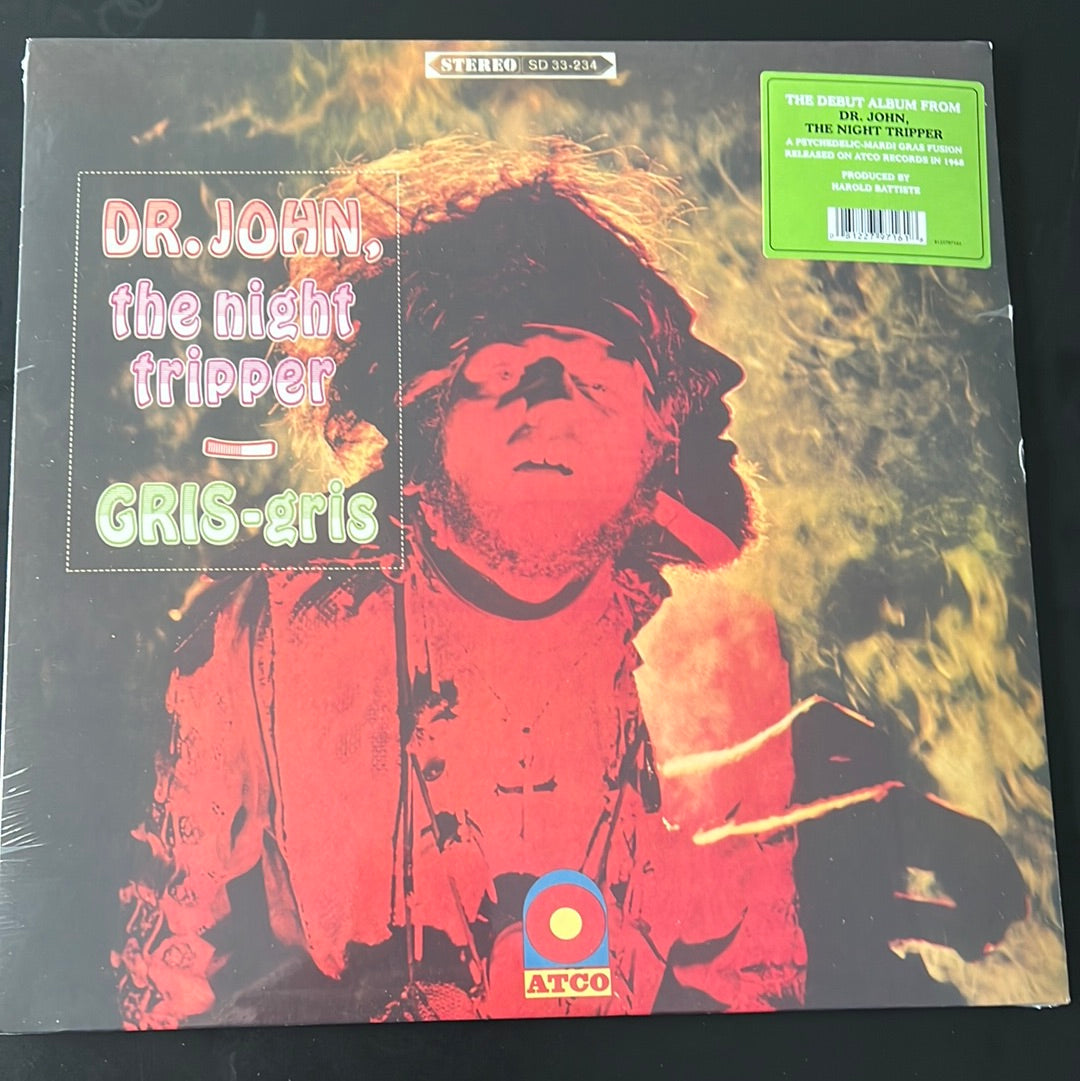 STEREO SD 33-234
THE DEBUT ALBUM FROM
DR. JOHN,
THE NIGHT TRIPPER
A PSYCHEDELIC-MARDI GRAS FUSION
RELEASED ON ATCO RECORDS IN 1968
PRODUCED BY
HAROLD BATTISTE
DR. JOHN,
the night
tripper
GRIS-gris
ATCO